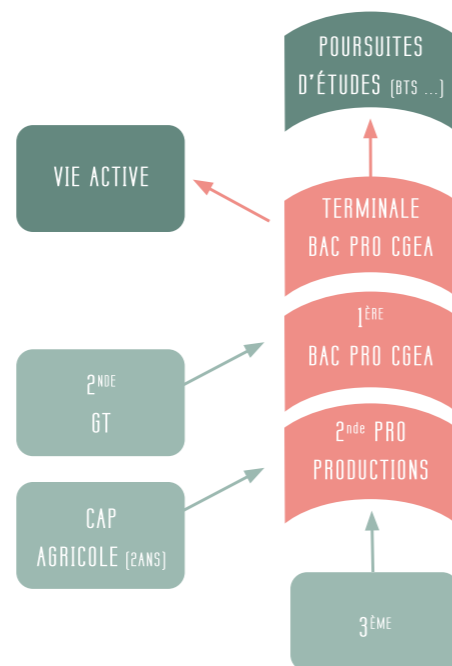 POURSUITES
D'ÉTUDES (BTS ...)
VIE ACTIVE
TERMINALE
BAC PRO CGEA
1ÈRE
BAC PRO CGEA
2NDE
GT
2nde PRO
PRODUCTIONS
CAP
AGRICOLE (2ANS)
3ÈME